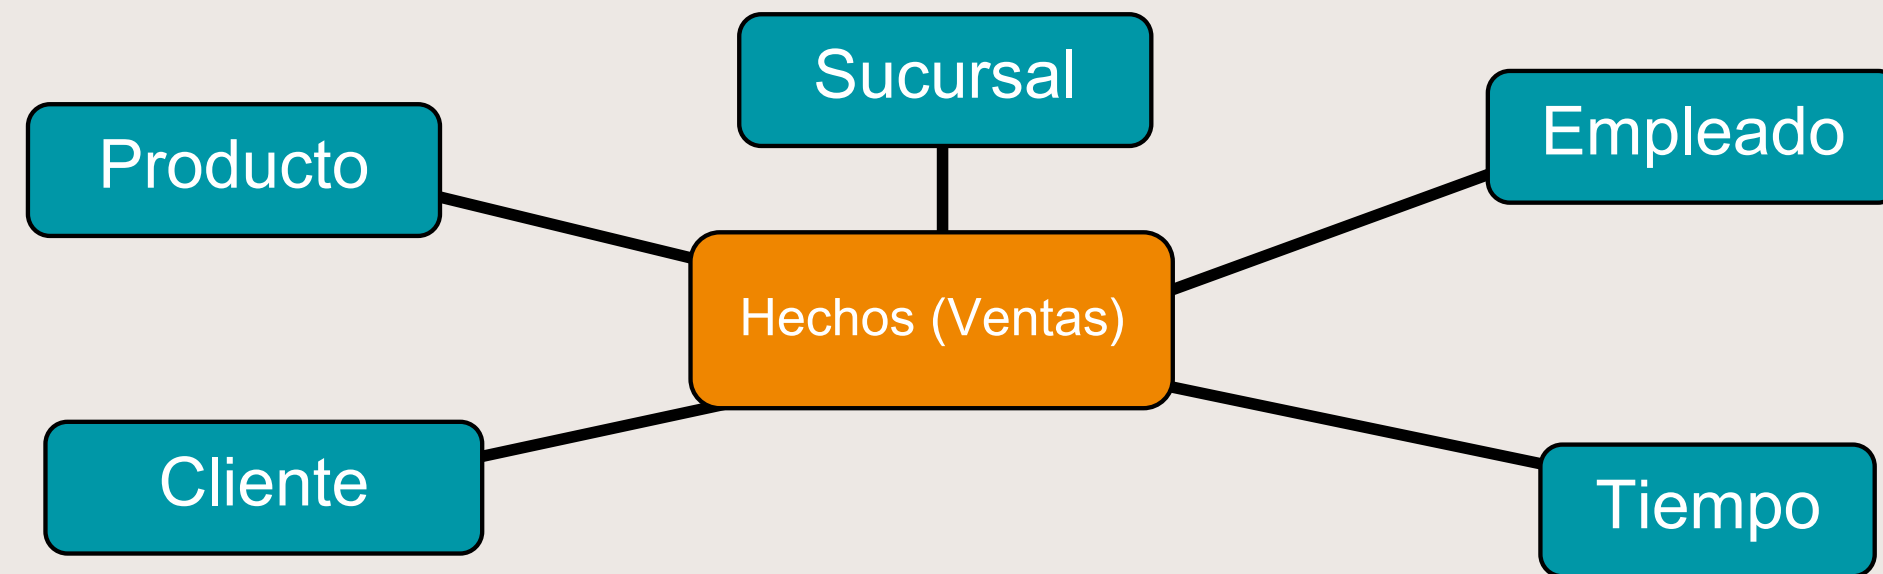 Sucursal
Empleado
Producto
Hechos (Ventas)
Cliente
Tiempo